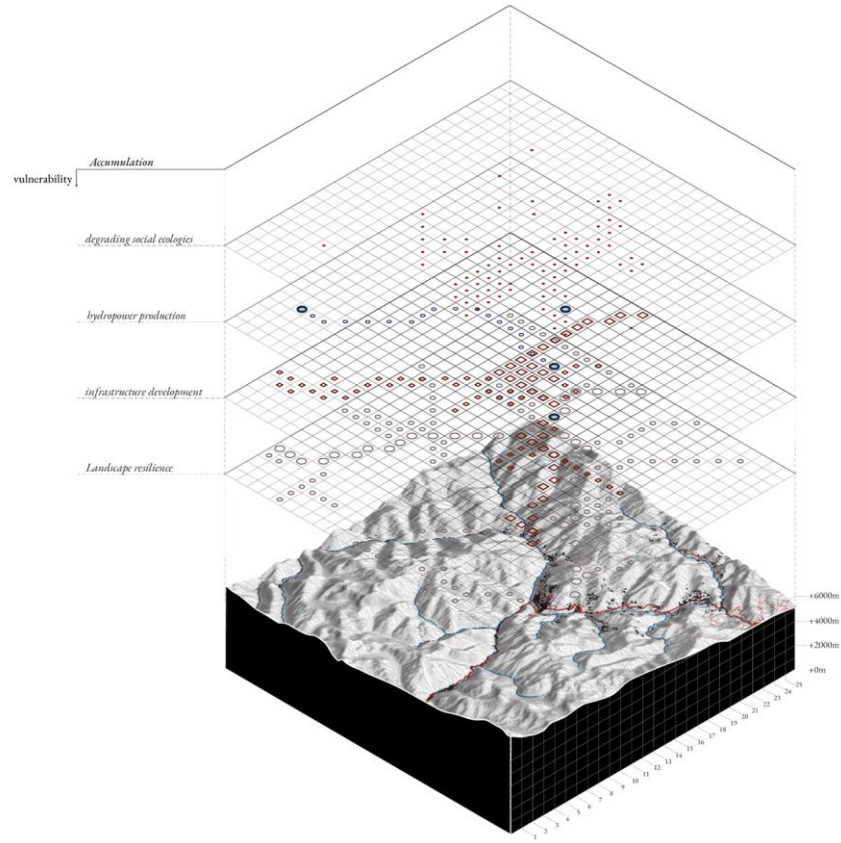 Accumulation
vulnerability
degrading social ecologies
hydropower production
infrastructure development
Landscape resilience
+6000m
+4000m
+2000m
+0m
25
24
23
22
21
20
19
18
17
16
15
14
13
12
11
10
9
8
7
6
5
4
3
2
1